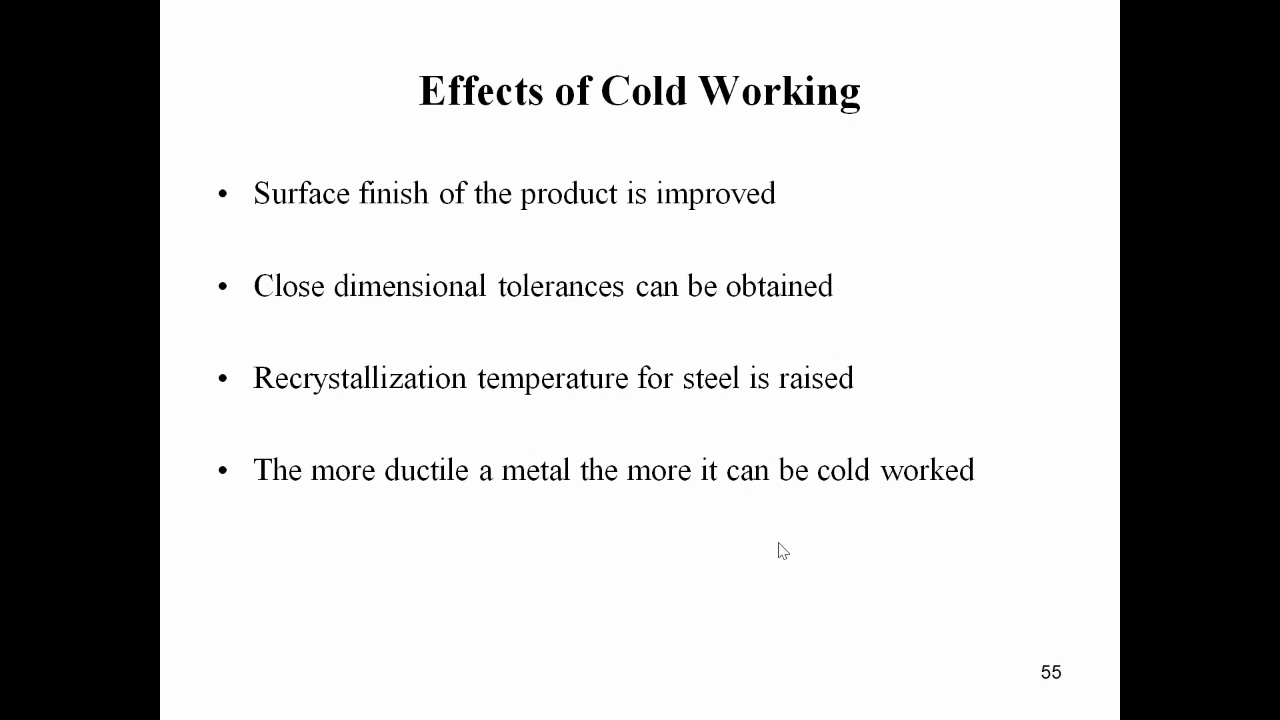 Effects of Cold Working
• Surface finish of the product is improved
• Close dimensional tolerances can be obtained
• Recrystallization temperature for steel is raised
• The more ductile a metal the more it can be cold worked
55